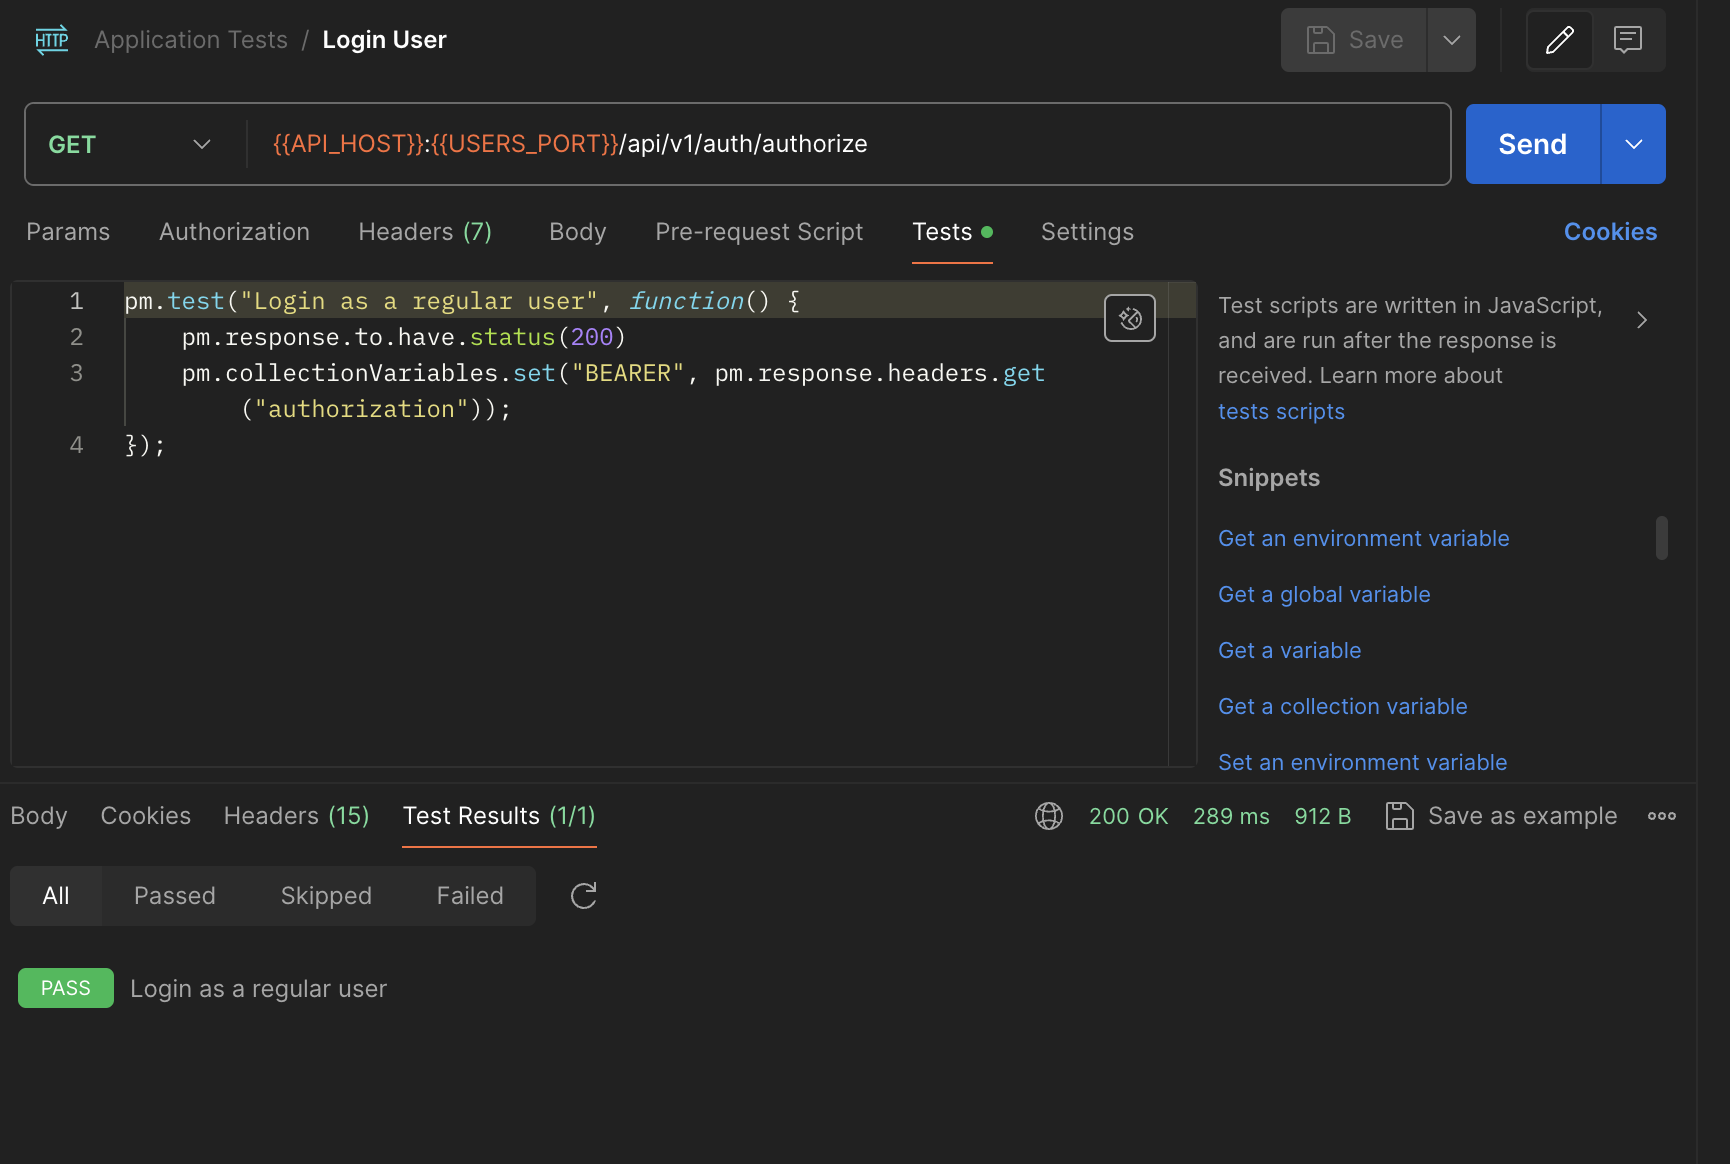 HTTP Application Tests / Login User Save
GET {{API_HOST}}:{{USERS_PORT}}/api/v1/auth/authorize Send
Params Authorization Headers (7) Body Pre-request Script Tests Settings Cookies
1 pm.test("Login as a regular user", function() {
2 pm.response.to.have.status(200)
3 pm.collectionVariables.set("BEARER", pm.response.headers.get
("authorization"));
4 });
Test scripts are written in JavaScript,
and are run after the response is
received. Learn more about
tests scripts
Snippets
Get an environment variable
Get a global variable
Get a variable
Get a collection variable
Set an environment variable
Body Cookies Headers (15) Test Results (1/1) 200 OK 289 ms 912 B Save as example
All Passed Skipped Failed
PASS Login as a regular user